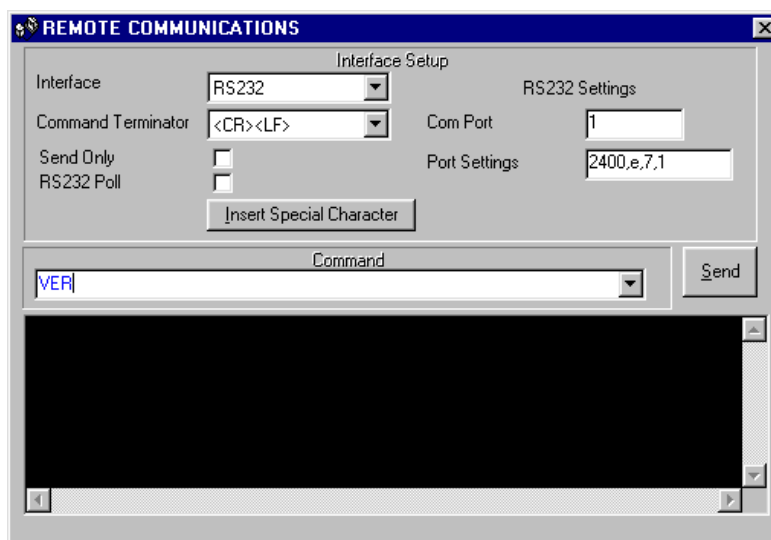 REMOTE COMMUNICATIONS
Interface Setup
Interface
RS232
RS232 Settings
Command Terminator
<CR><LF>
Com Port
1
Send Only
Port Settings
2400,e,7,1
RS232 Poll
Insert Special Character
Command
VER
Send